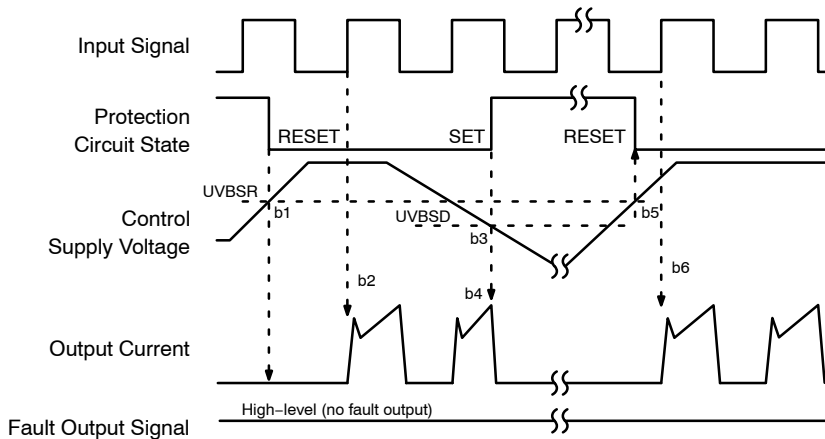 Input Signal
Protection
Circuit State
RESET
SET
RESET
UVBSR
b1
UVBSD
b3
b5
Control
Supply Voltage
b2
b4
b6
Output Current
High−level (no fault output)
Fault Output Signal